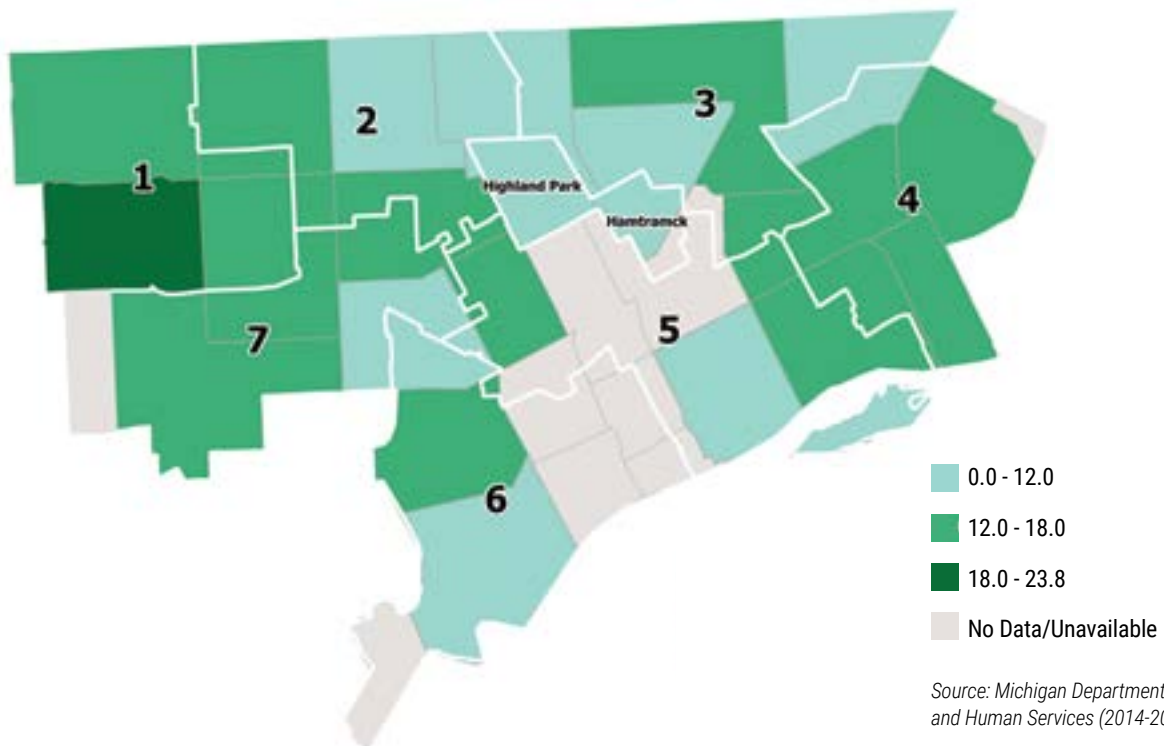 2
3
1
Highland Park
4
Hamtramck
5
7
6
0.0 - 12.0
12.0 - 18.0
18.0 - 23.8
No Data/Unavailable
Source: Michigan Department
and Human Services (2014-20